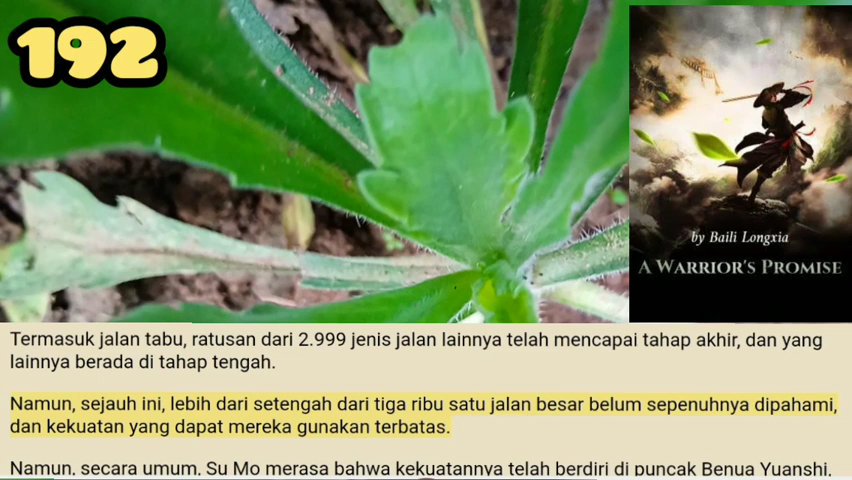 192
by Baili Longxia
A WARRIOR'S PROMISE
Termasuk jalan tabu, ratusan dari 2.999 jenis jalan lainnya telah mencapai tahap akhir, dan yang
lainnya berada di tahap tengah.
Namun, sejauh ini, lebih dari setengah dari tiga ribu satu jalan besar belum sepenuhnya dipahami,
dan kekuatan yang dapat mereka gunakan terbatas.
Namun, secara umum, Su Mo merasa bahwa kekuatannya telah berdiri di puncak Benua Yuanshi,